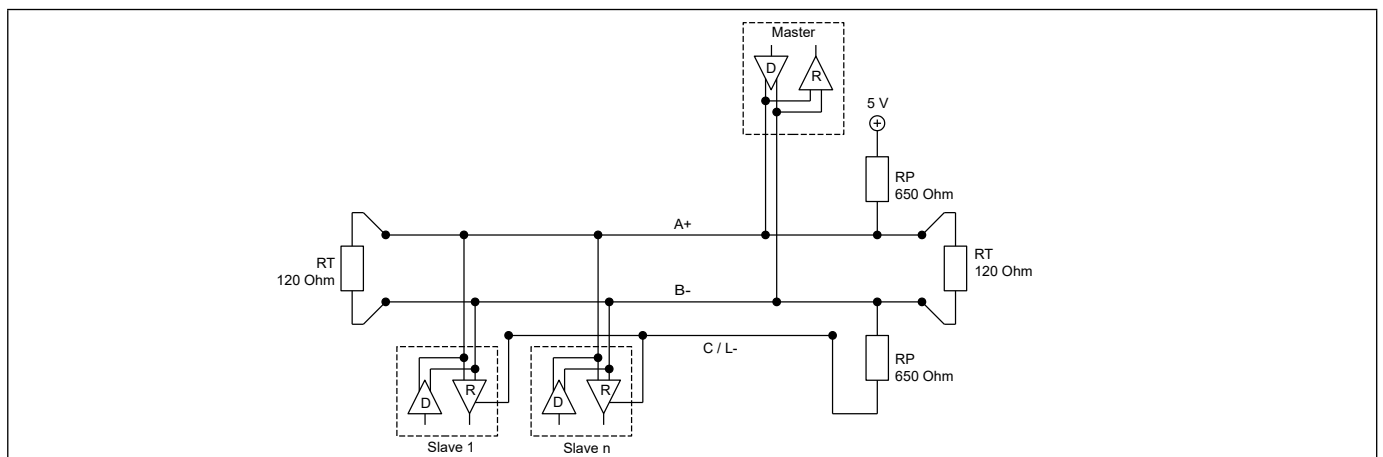 Master
D
R
5 V
RP
650 Ohm
A+
RT
120 Ohm
RT
120 Ohm
B-
C / L-
RP
650 Ohm
D
R
D
R
Slave 1
Slave n